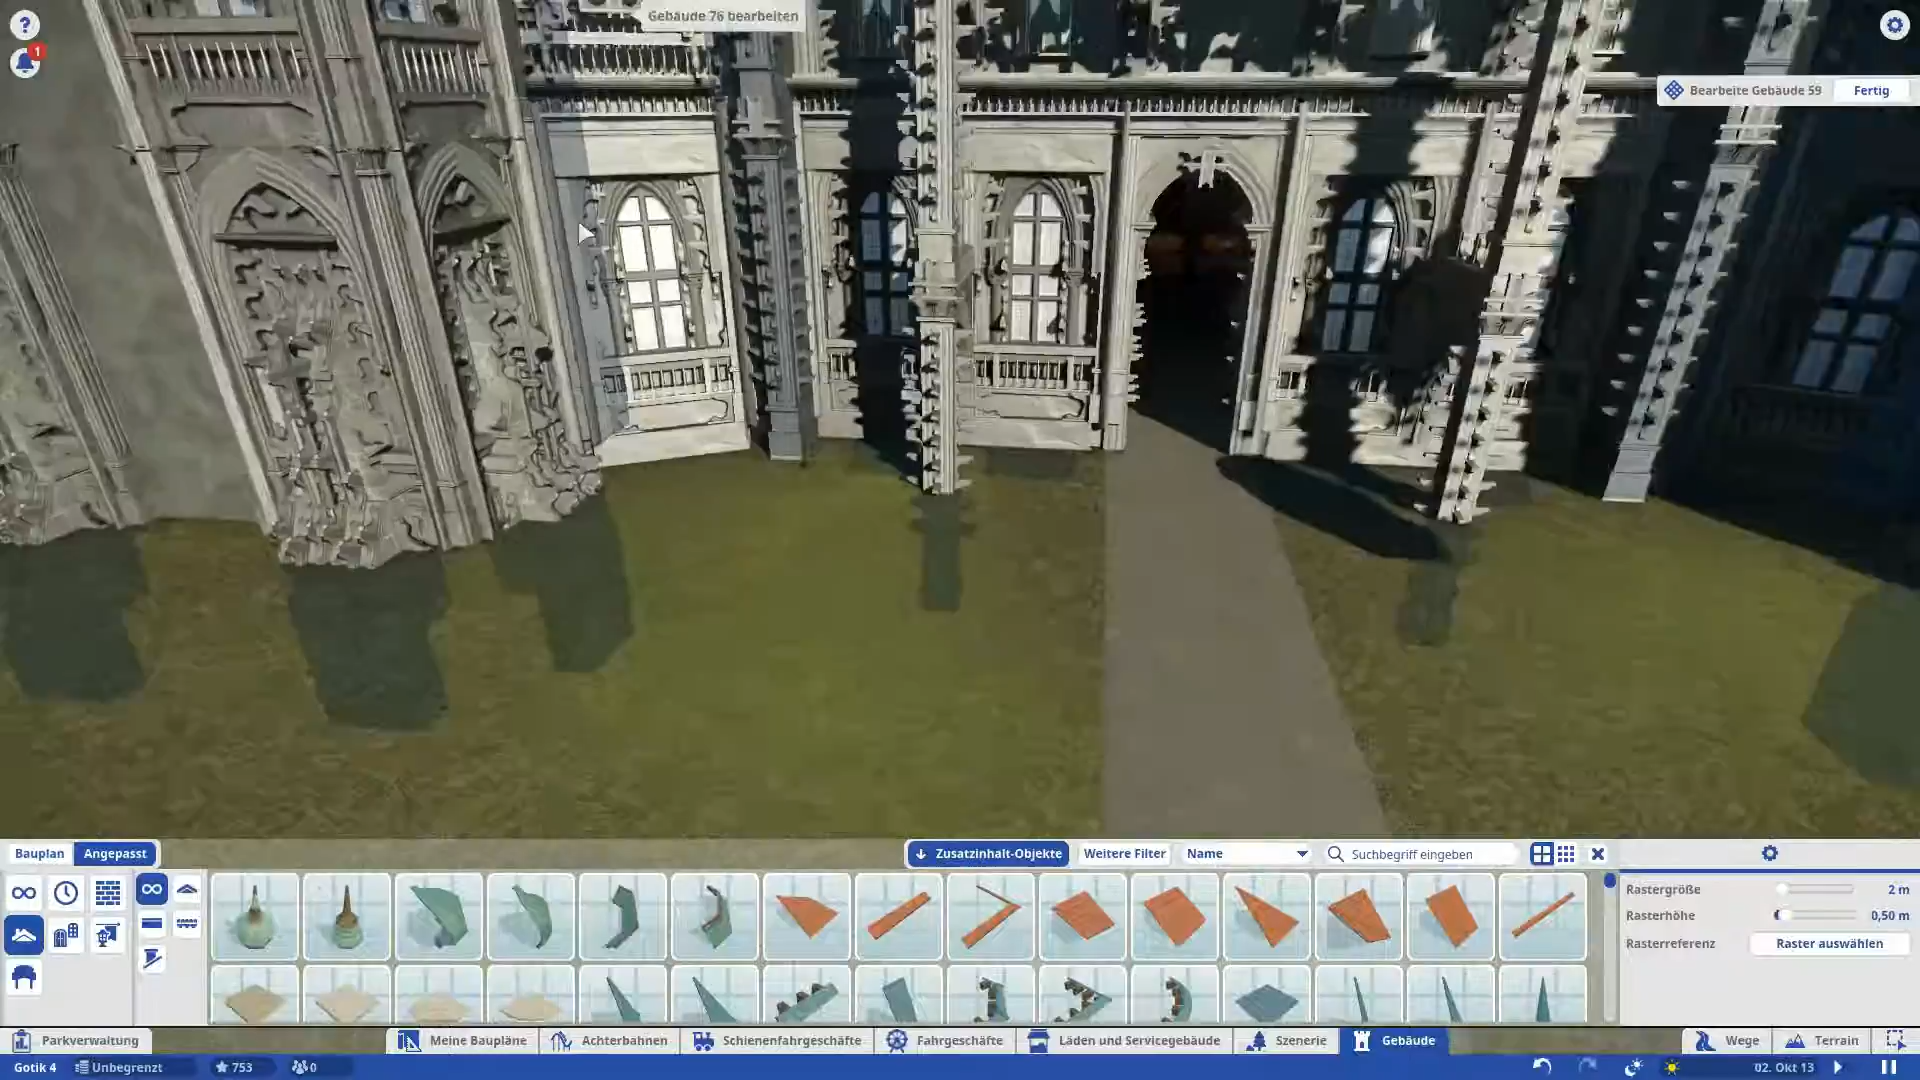 Gebäude 76 bearbeiten
?
1
Bearbeite Gebäude 59 Fertig
Bauplan Angepasst
Zusatzinhalt-Objekte Weitere Filter Name Suchbegriff eingeben
Rastergröße 2 m
Rasterhöhe 0,50 m
Rasterreferenz Raster auswählen
Parkverwaltung Meine Baupläne Achterbahnen Schienenfahrgeschäfte Fahrgeschäfte Läden und Servicegebäude Szenerie Gebäude Wege Terrain
Gotik 4 Unbegrenzt 753 0 02. Okt 13